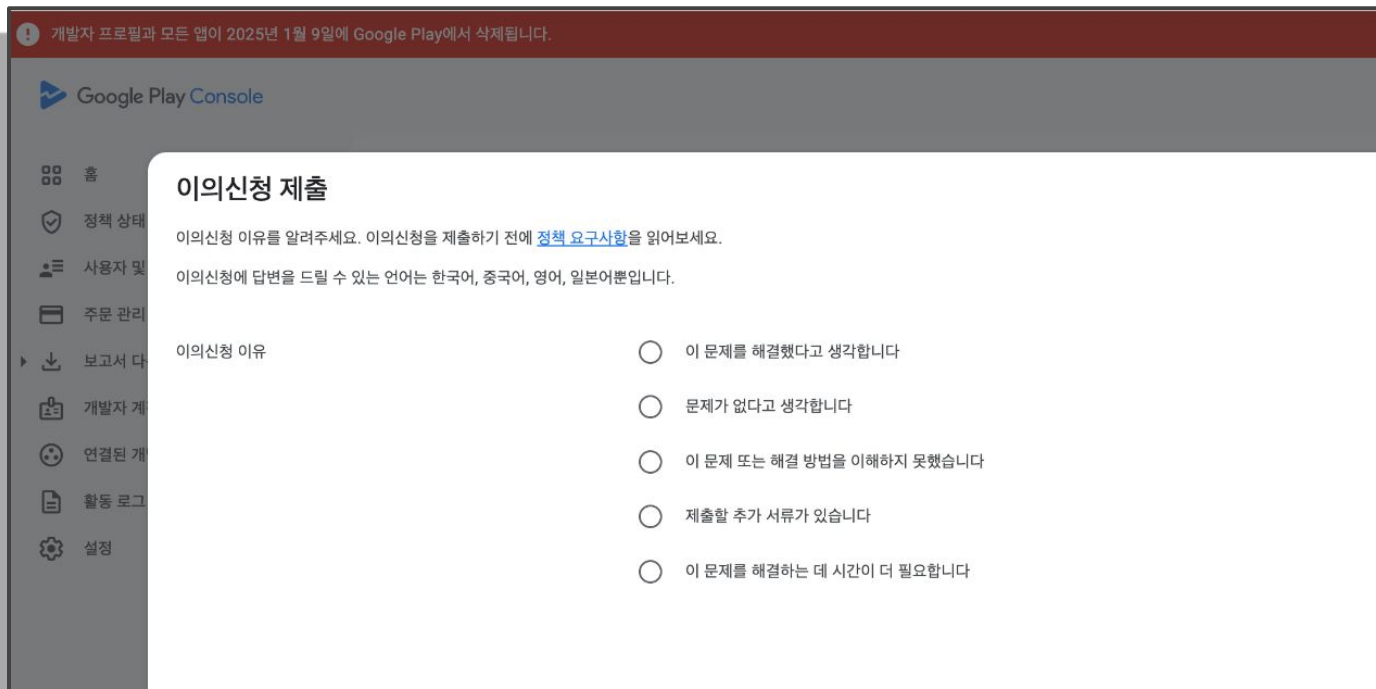 개발자 프로필과 모든 앱이 2025년 1월 9일에 Google Play에서 삭제됩니다.
Google Play Console
홈
정책 상태
사용자 및
주문 관리
보고서 다
개발자 계
연결된 개
활동 로그
설정
이의신청 제출
이의신청 이유를 알려주세요. 이의신청을 제출하기 전에 정책 요구사항을 읽어보세요.
이의신청에 답변을 드릴 수 있는 언어는 한국어, 중국어, 영어, 일본어뿐입니다.
이의신청 이유
이 문제를 해결했다고 생각합니다
문제가 없다고 생각합니다
이 문제 또는 해결 방법을 이해하지 못했습니다
제출할 추가 서류가 있습니다
이 문제를 해결하는 데 시간이 더 필요합니다